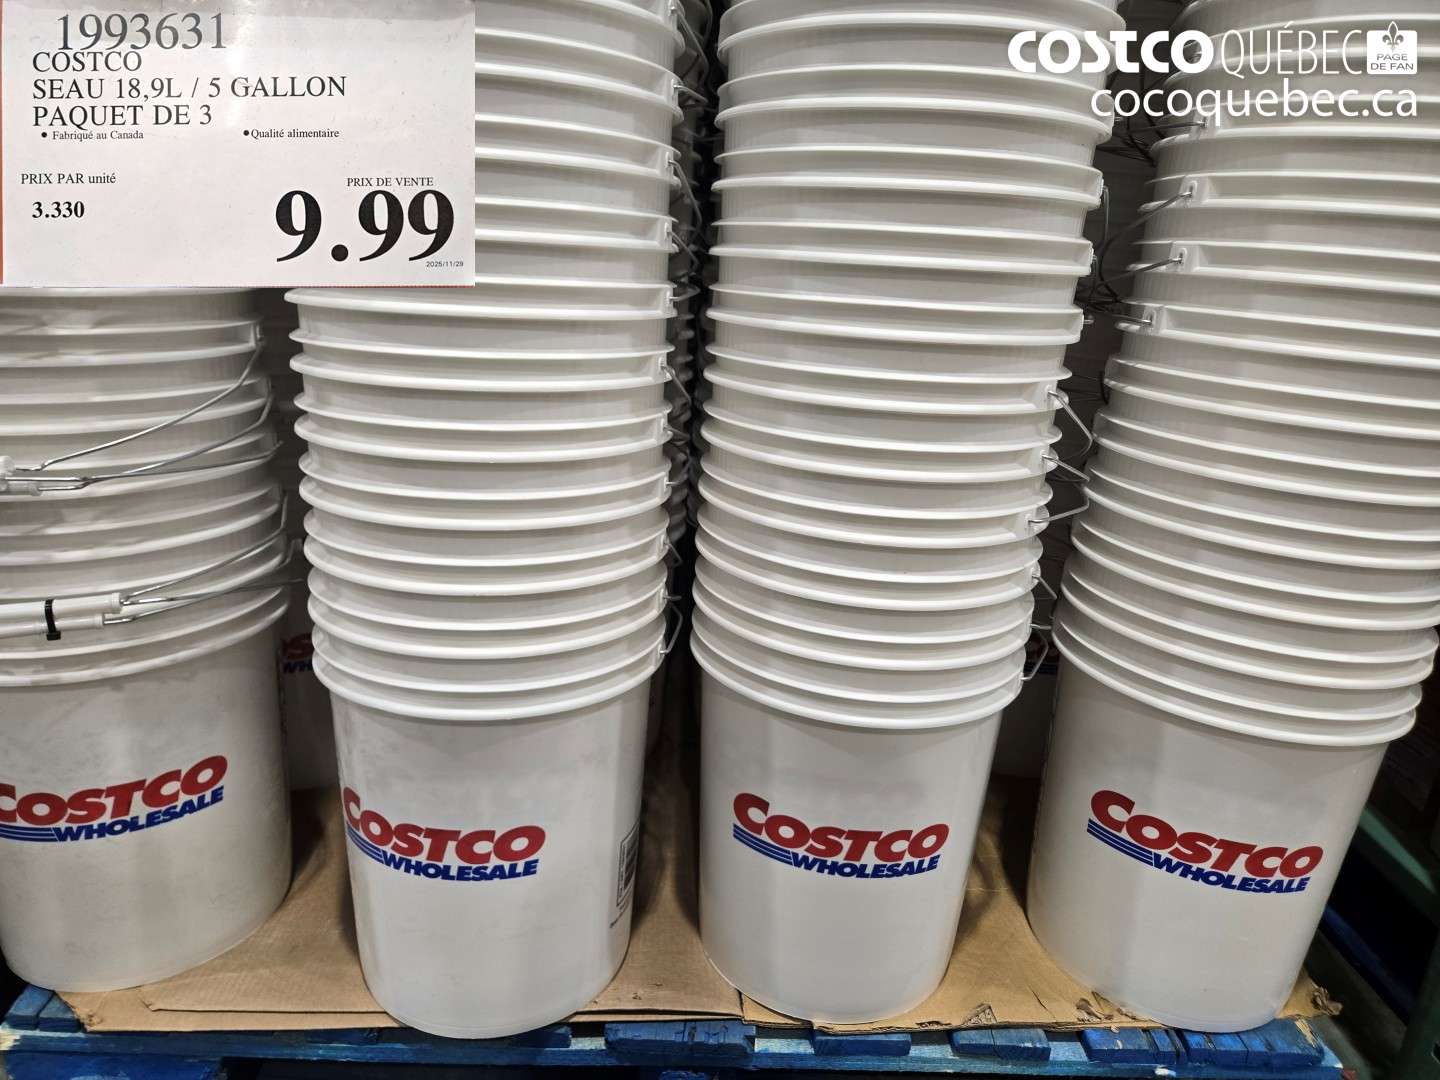 1993631
COSTCO
SEAU 18,9L / 5 GALLON
PAQUET DE 3
• Fabriqué au Canada •Qualité alimentaire
PRIX PAR unité
PRIX DE VENTE
3.330
9.99
2025/11/29
COSTCO QUÉBEC PAGE DE FAN
cocoquebec.ca
COSTCO
WHOLESALE
COSTCO
WHOLESALE
COSTCO
WHOLESALE
COSTCO
WHOLESALE